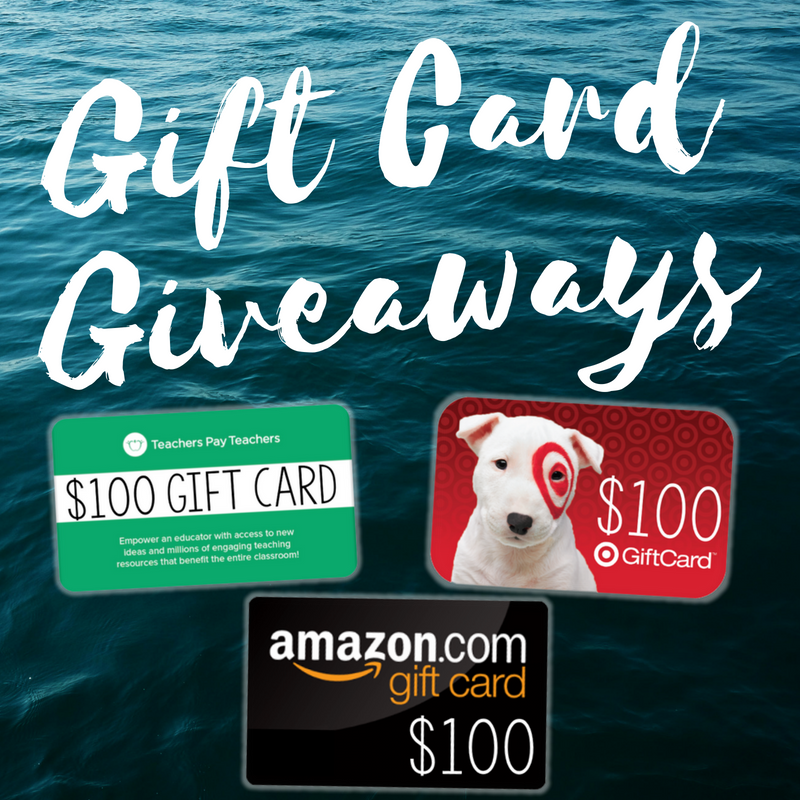 Gift Card
Giveaways
Teachers Pay Teachers
$100 GIFT CARD
Empower an educator with access to new
ideas and millions of engaging teaching
resources that benefit the entire classroom!
$100
GiftCard™
amazon.com
gift card
$100